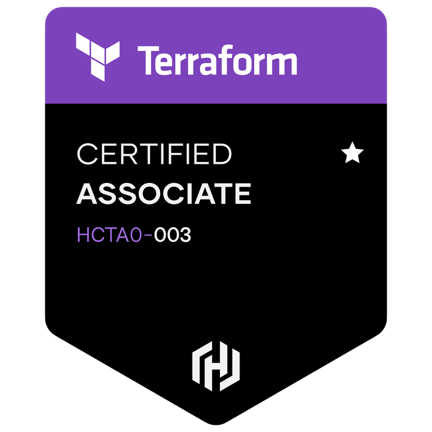 Terraform
CERTIFIED
ASSOCIATE
HCTA0-003